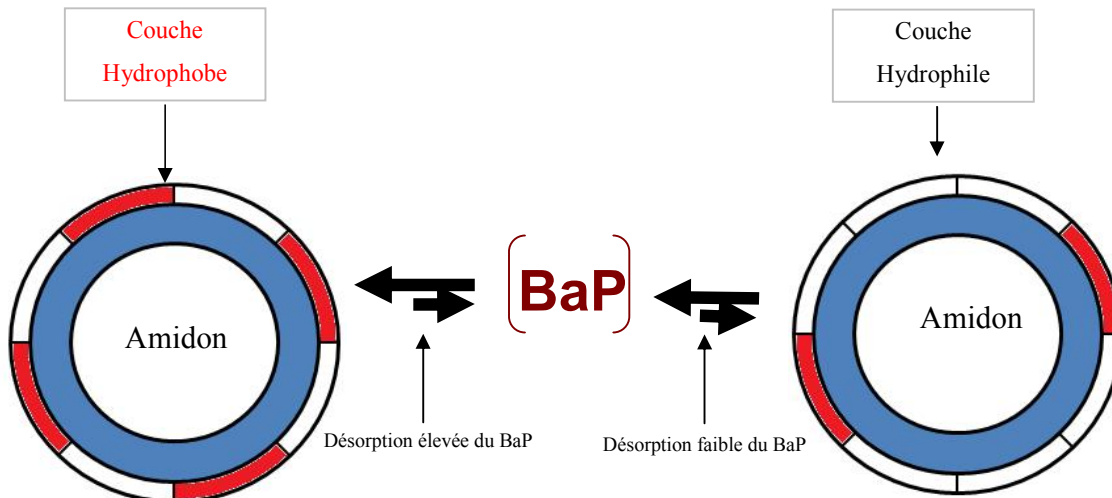 Couche
Hydrophobe
Couche
Hydrophile
Amidon
[BaP]
Amidon
Désorption élevée du BaP
Désorption faible du BaP